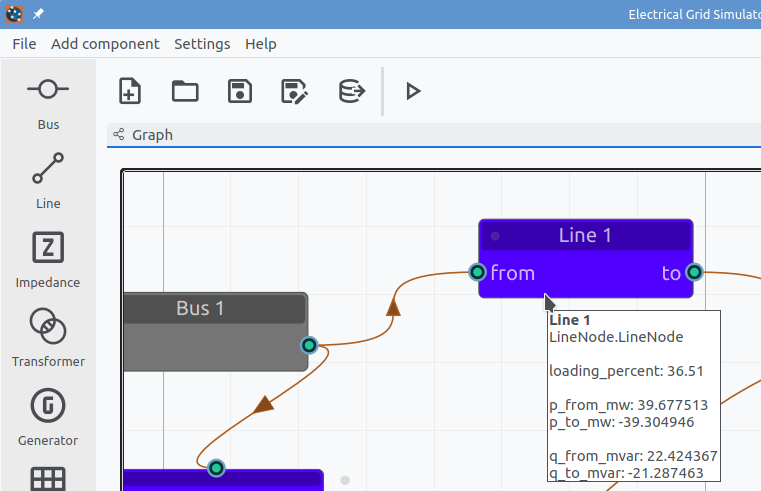 Electrical Grid Simulato
File Add component Settings Help
Bus
Line
Z
Impedance
Transformer
G
Generator
Graph
Line 1
from to
Bus 1
Line 1
LineNode.LineNode
loading_percent: 36.51
p_from_mw: 39.677513
p_to_mw: -39.304946
q_from_mvar: 22.424367
q_to_mvar: -21.287463